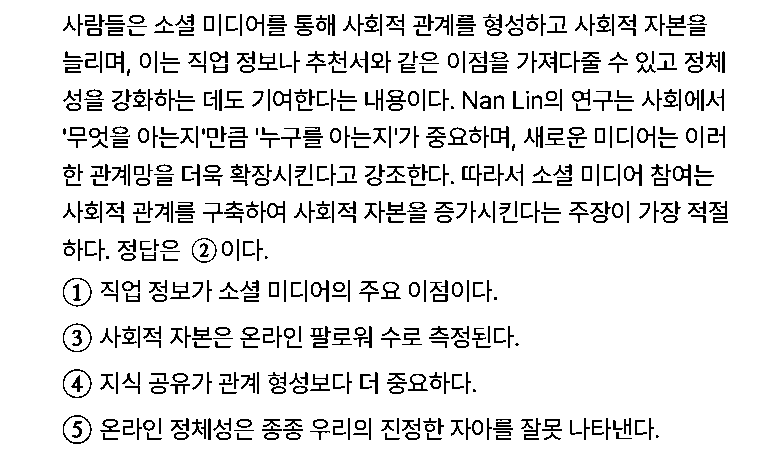 사람들은 소셜 미디어를 통해 사회적 관계를 형성하고 사회적 자본을
늘리며, 이는 직업 정보나 추천서와 같은 이점을 가져다줄 수 있고 정체
성을 강화하는 데도 기여한다는 내용이다. Nan Lin의 연구는 사회에서
'무엇을 아는지'만큼 '누구를 아는지'가 중요하며, 새로운 미디어는 이러
한 관계망을 더욱 확장시킨다고 강조한다. 따라서 소셜 미디어 참여는
사회적 관계를 구축하여 사회적 자본을 증가시킨다는 주장이 가장 적절
하다. 정답은 ②이다.
① 직업 정보가 소셜 미디어의 주요 이점이다.
③ 사회적 자본은 온라인 팔로워 수로 측정된다.
④ 지식 공유가 관계 형성보다 더 중요하다.
⑤ 온라인 정체성은 종종 우리의 진정한 자아를 잘못 나타낸다.